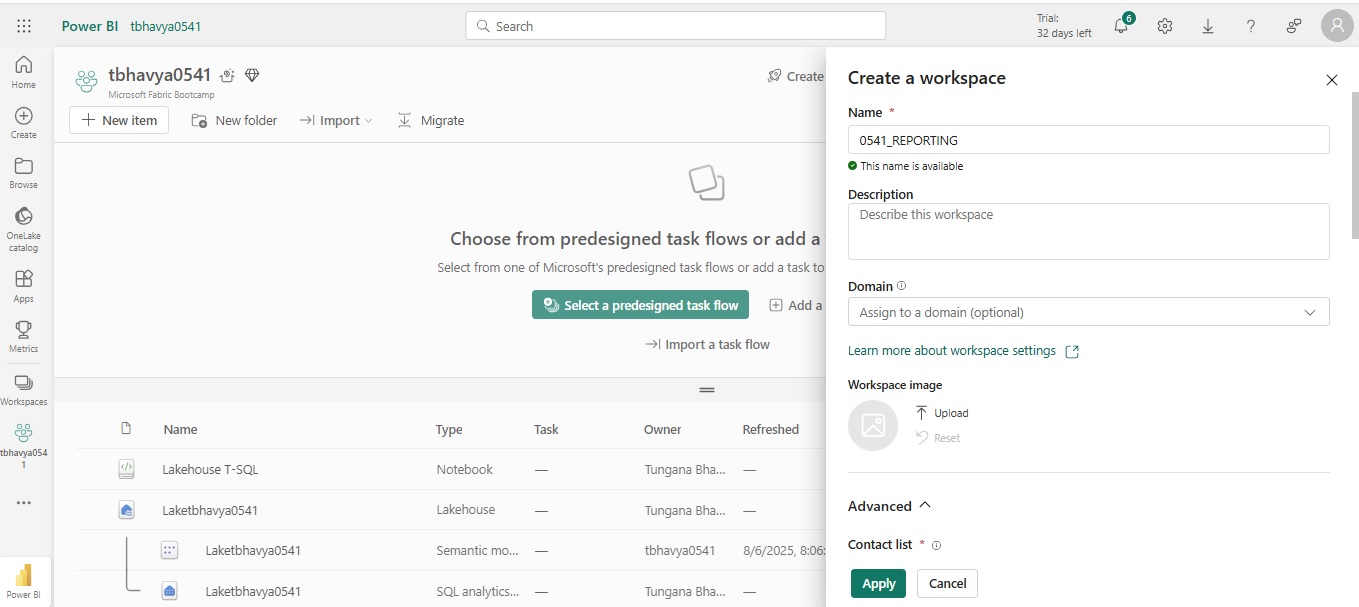 Power BI tbhavya0541
Search
Trial:
32 days left
6
Home
Create
Browse
OneLake
catalog
Apps
Metrics
Workspaces
tbhavya054
1
Power BI
tbhavya0541
Microsoft Fabric Bootcamp
Create
New item
New folder
Import
Migrate
Choose from predesigned task flows or add a
Select from one of Microsoft's predesigned task flows or add a task to
Select a predesigned task flow
Add a
Import a task flow
Name Type Task Owner Refreshed
Lakehouse T-SQL Notebook — Tungana Bha... —
Laketbhavya0541 Lakehouse — Tungana Bha... —
Laketbhavya0541 Semantic mo... — tbhavya0541 8/6/2025, 8:06:
Laketbhavya0541 SQL analytics... — Tungana Bha... —
Create a workspace
Name *
0541_REPORTING
This name is available
Description
Describe this workspace
Domain
Assign to a domain (optional)
Learn more about workspace settings
Workspace image
Upload
Reset
Advanced
Contact list *
Apply
Cancel